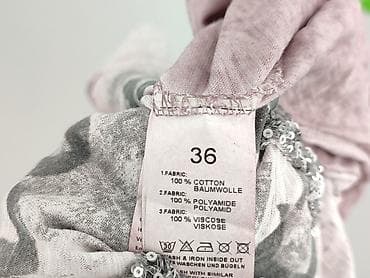 36
1.FABRIC:
100 % COTTON
BAUMWOLLE
2.FABRIC:
100 % POLYAMIDE
POLYAMID
3.FABRIC:
100 % VISCOSE
VISKOSE
WASH & IRON INSIDE OUT
WASCHEN UND BÜGELN
WASH WITH SIMILAR